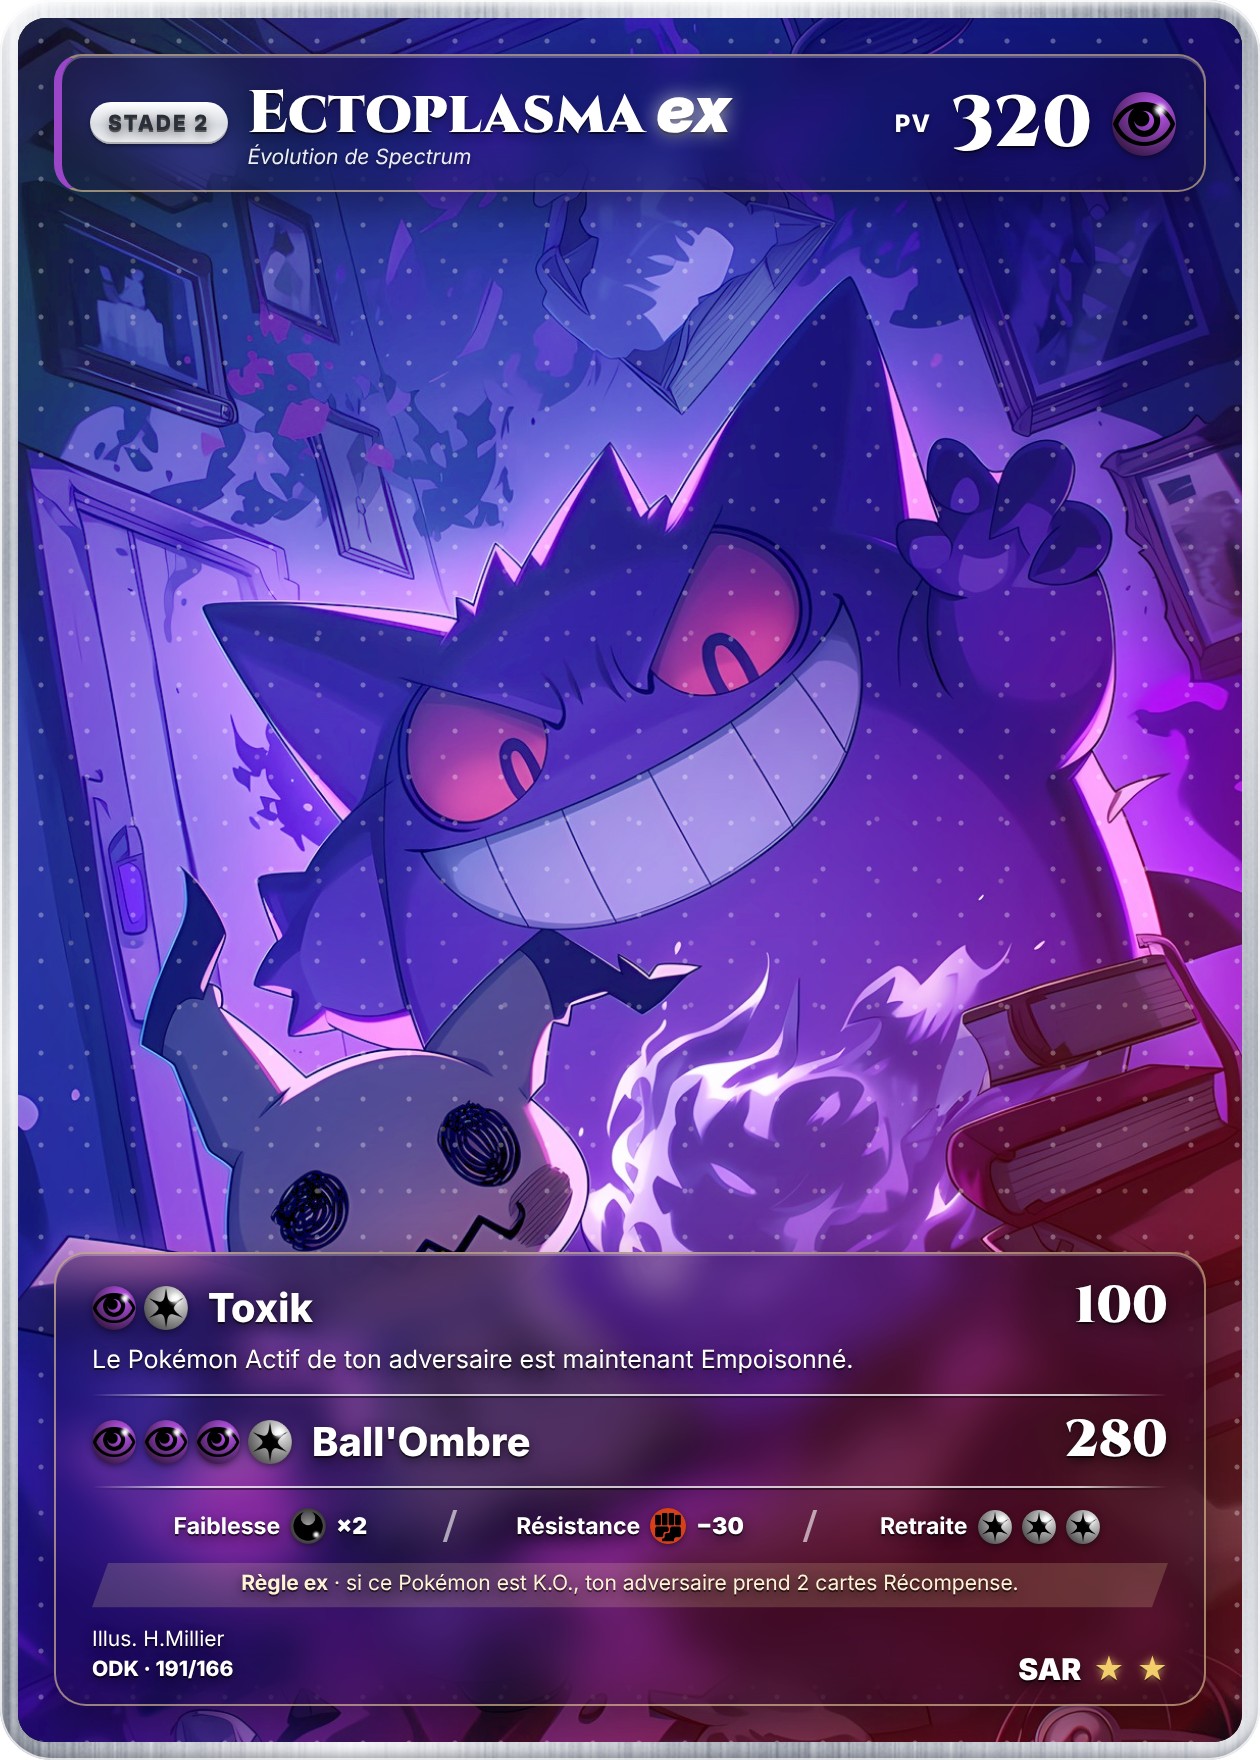 STADE 2
Ectoplasma ex
PV 320
Évolution de Spectrum
Toxik 100
Le Pokémon Actif de ton adversaire est maintenant Empoisonné.
Ball'Ombre 280
Faiblesse ×2 / Résistance −30 / Retraite
Règle ex · si ce Pokémon est K.O., ton adversaire prend 2 cartes Récompense.
Illus. H.Millier
ODK · 191/166
SAR ★ ★